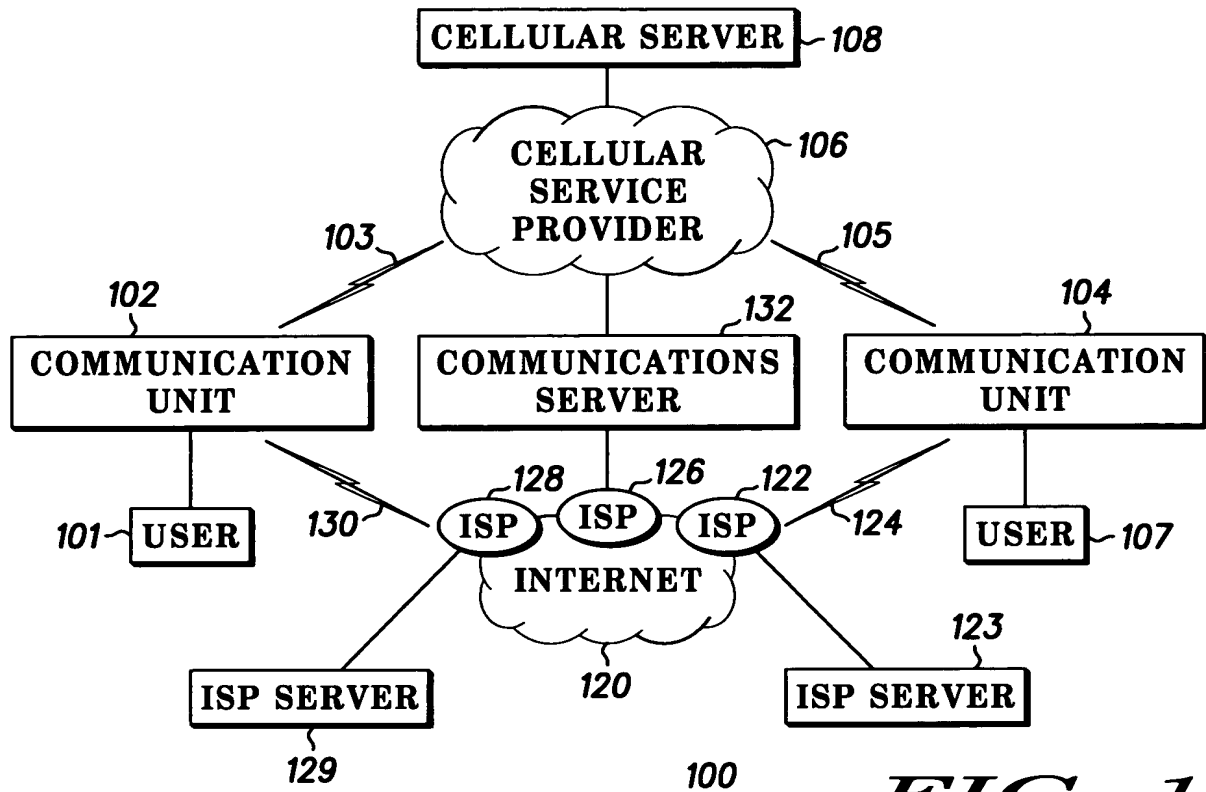 CELLULAR SERVER
108
CELLULAR
SERVICE
PROVIDER
106
103
105
102
132
104
COMMUNICATION
UNIT
COMMUNICATIONS
SERVER
COMMUNICATION
UNIT
128
126
122
130
ISP
ISP
ISP
124
101
USER
USER
107
INTERNET
123
ISP SERVER
120
ISP SERVER
129
100
FIG. 1